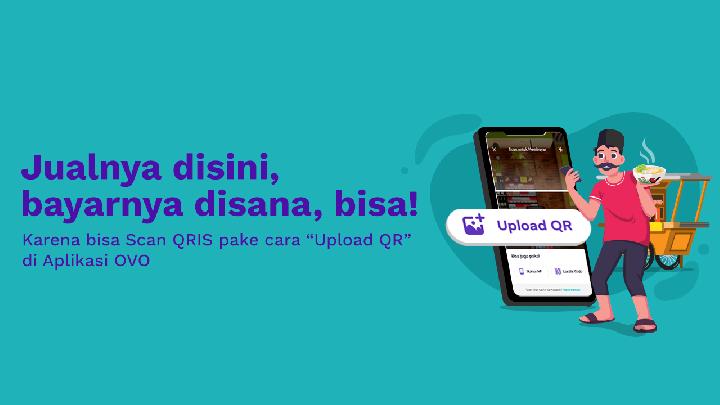 Jualnya disini,
bayarnya disana, bisa!
Karena bisa Scan QRIS pake cara “Upload QR”
di Aplikasi OVO
Upload QR